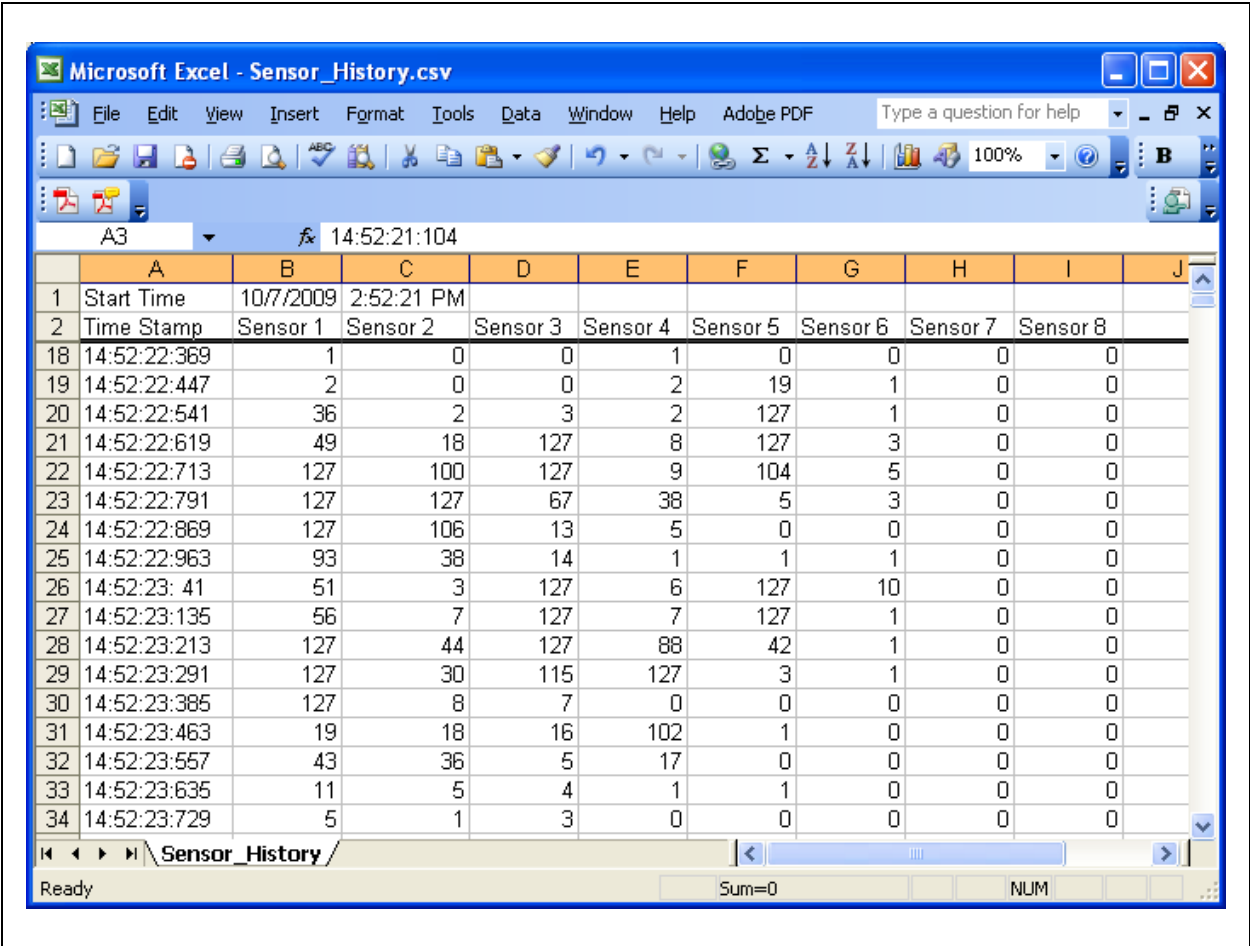 Microsoft Excel - Sensor_History.csv
File Edit View Insert Format Tools Data Window Help Adobe PDF Type a question for help
ABC Σ A Z Z A 100% B
A3 fx 14:52:21:104
A B C D E F G H I J
1 Start Time 10/7/2009 2:52:21 PM
2 Time Stamp Sensor 1 Sensor 2 Sensor 3 Sensor 4 Sensor 5 Sensor 6 Sensor 7 Sensor 8
18 14:52:22:369 1 0 0 1 0 0 0 0
19 14:52:22:447 2 0 0 2 19 1 0 0
20 14:52:22:541 36 2 3 2 127 1 0 0
21 14:52:22:619 49 18 127 8 127 3 0 0
22 14:52:22:713 127 100 127 9 104 5 0 0
23 14:52:22:791 127 127 67 38 5 3 0 0
24 14:52:22:869 127 106 13 5 0 0 0 0
25 14:52:22:963 93 38 14 1 1 1 0 0
26 14:52:23: 41 51 3 127 6 127 10 0 0
27 14:52:23:135 56 7 127 7 127 1 0 0
28 14:52:23:213 127 44 127 88 42 1 0 0
29 14:52:23:291 127 30 115 127 3 1 0 0
30 14:52:23:385 127 8 7 0 0 0 0 0
31 14:52:23:463 19 18 16 102 1 0 0 0
32 14:52:23:557 43 36 5 17 0 0 0 0
33 14:52:23:635 11 5 4 1 1 0 0 0
34 14:52:23:729 5 1 3 0 0 0 0 0
Sensor_History
Ready Sum=0 NUM